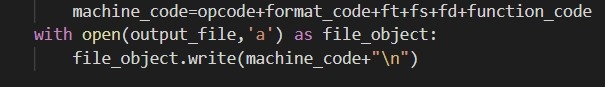 machine_code=opcode+format_code+ft+fs+fd+function_code
with open(output_file,'a') as file_object:
file_object.write(machine_code+"\n")